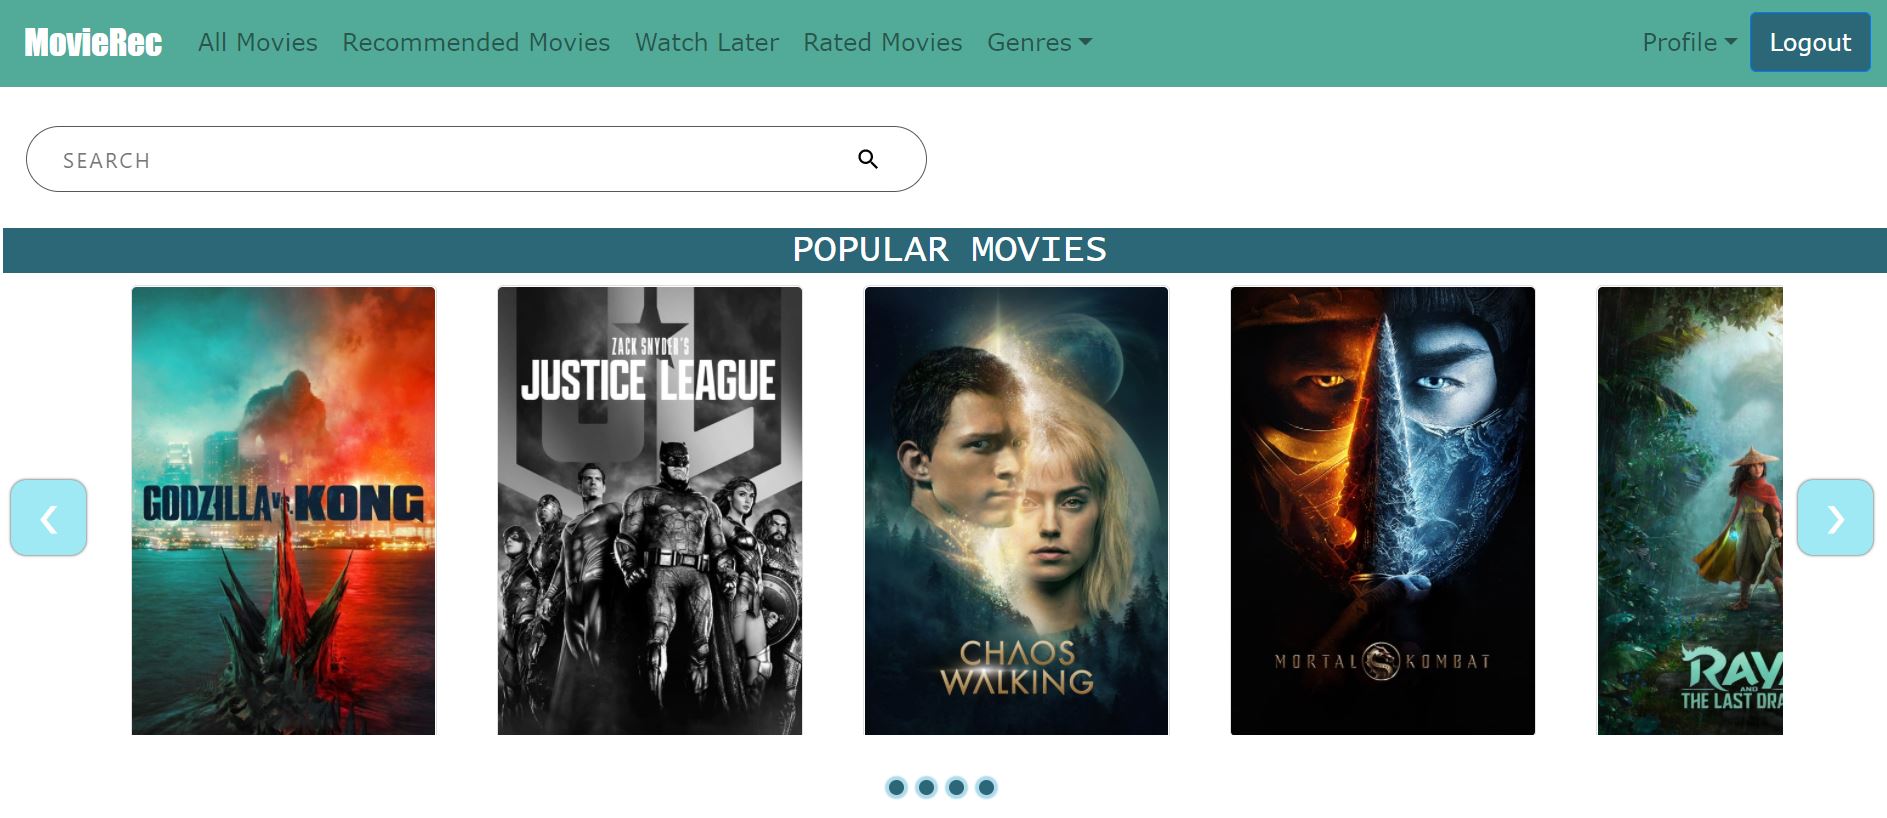 MovieRec All Movies Recommended Movies Watch Later Rated Movies Genres Profile Logout
SEARCH
POPULAR MOVIES
GODZILLA vs. KONG
ZACK SNYDER'S
JUSTICE LEAGUE
CHAOS
WALKING
MORTAL KOMBAT
RAYA
AND
THE LAST DRA